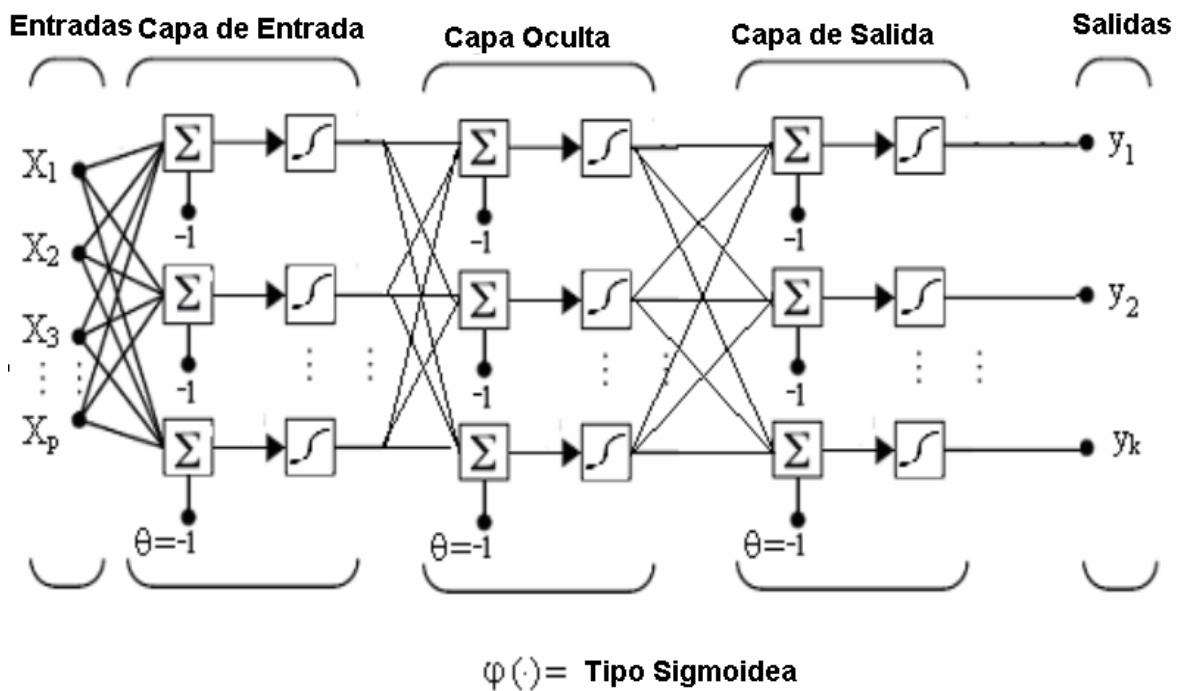 Entradas Capa de Entrada Capa Oculta Capa de Salida Salidas
X1 Σ Σ Σ y1
-1 -1 -1
X2 Σ Σ Σ y2
X3
-1 -1 -1
Xp Σ Σ Σ yk
θ=-1 θ=-1 θ=-1
φ(·)= Tipo Sigmoidea